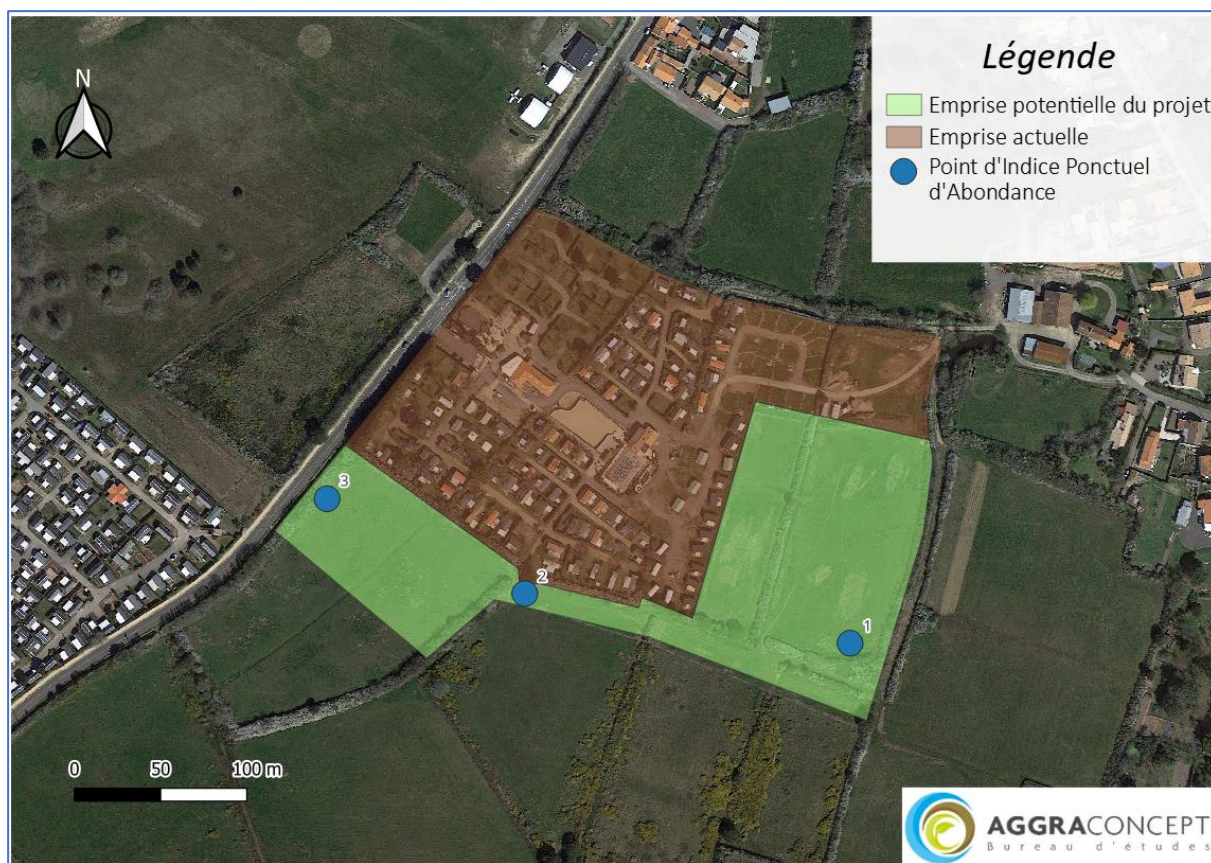 Légende
Emprise potentielle du projet
Emprise actuelle
Point d'Indice Ponctuel
d'Abondance
N
3
2
1
0 50 100 m
AGGRACONCEPT
Bureau d'études